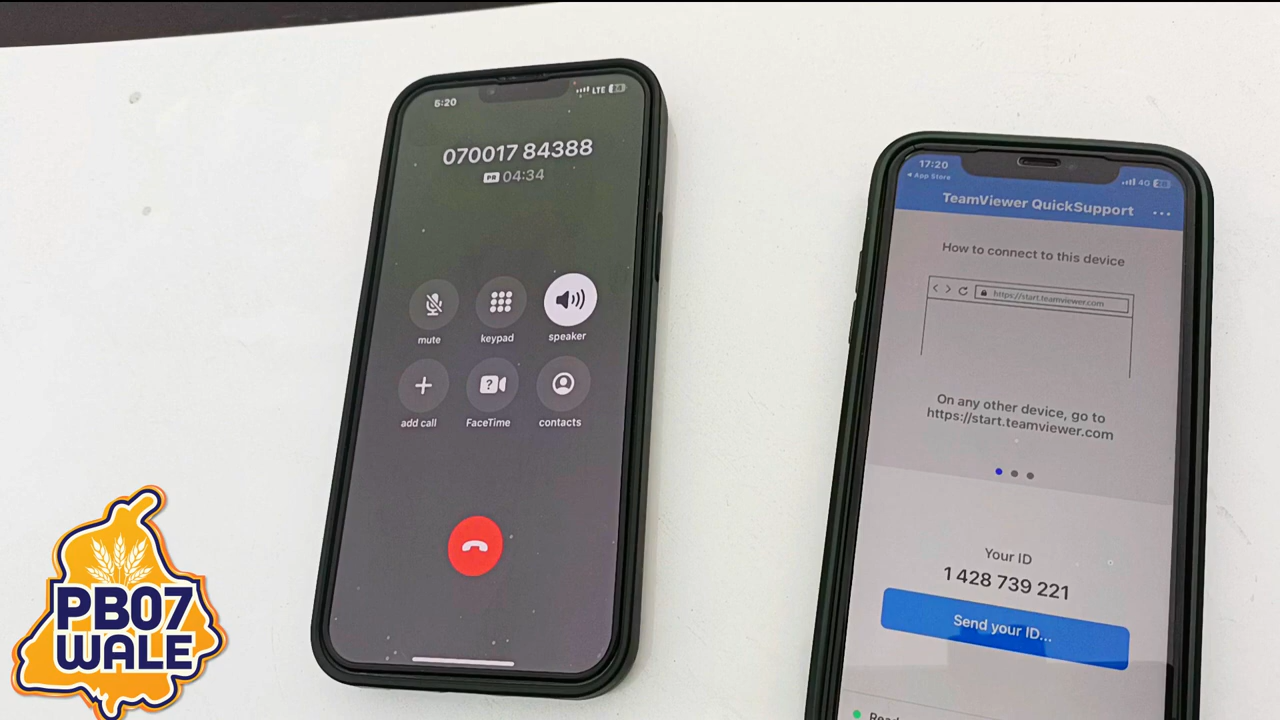 5:20
LTE
070017 84388
PR 04:34
mute
keypad
speaker
add call
FaceTime
contacts
17:20
App Store
4G
TeamViewer QuickSupport
How to connect to this device
https://start.teamviewer.com
On any other device, go to
https://start.teamviewer.com
Your ID
1 428 739 221
Send your ID...
PB07
WALE